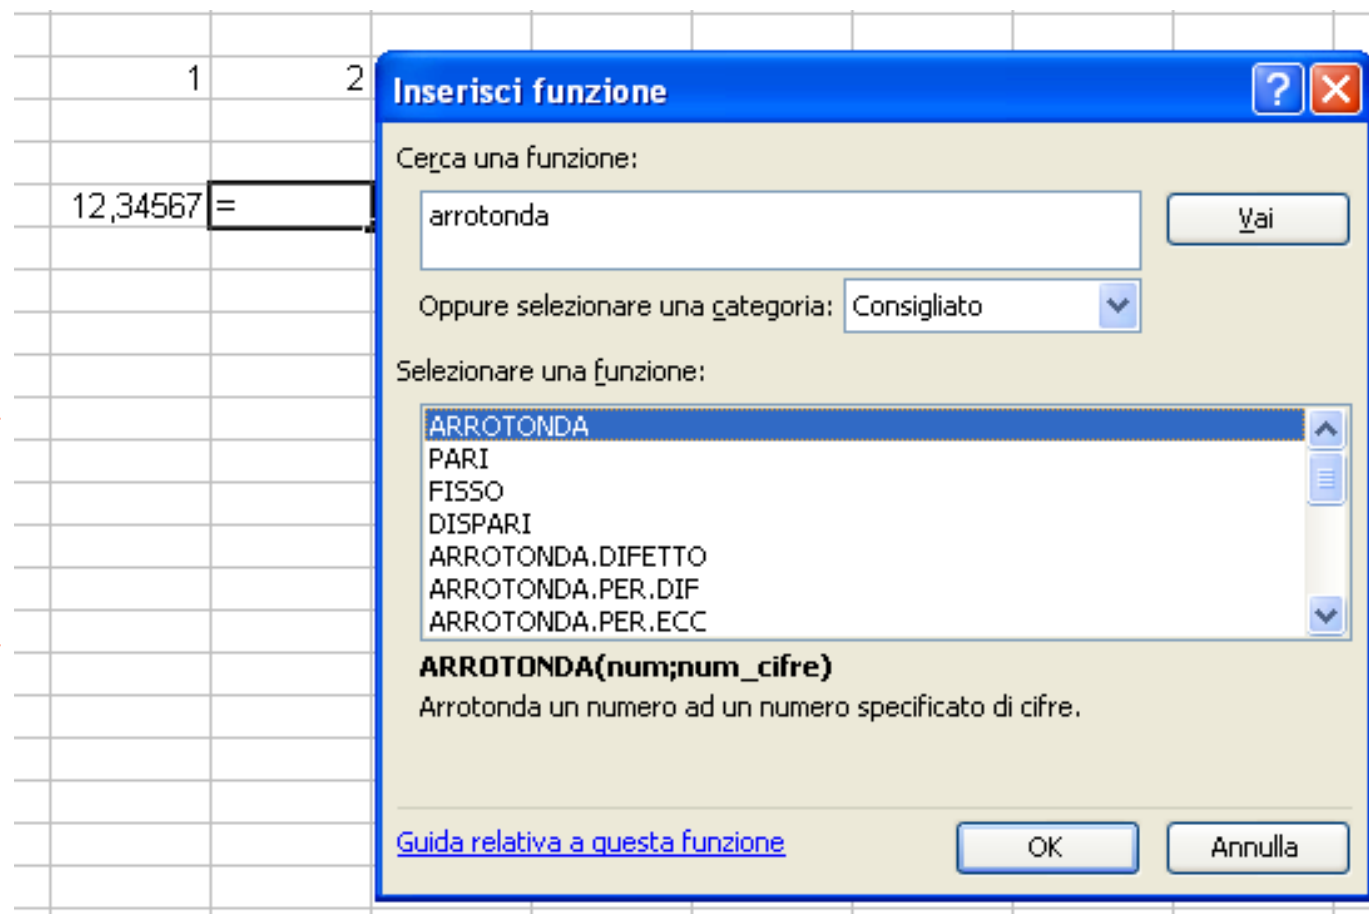 1 2
Inserisci funzione
Cerca una funzione:
12,34567 =
arrotonda
Vai
Oppure selezionare una categoria: Consigliato
Selezionare una funzione:
ARROTONDA
PARI
FISSO
DISPARI
ARROTONDA.DIFETTO
ARROTONDA.PER.DIF
ARROTONDA.PER.ECC
ARROTONDA(num;num_cifre)
Arrotonda un numero ad un numero specificato di cifre.
Guida relativa a questa funzione
OK
Annulla